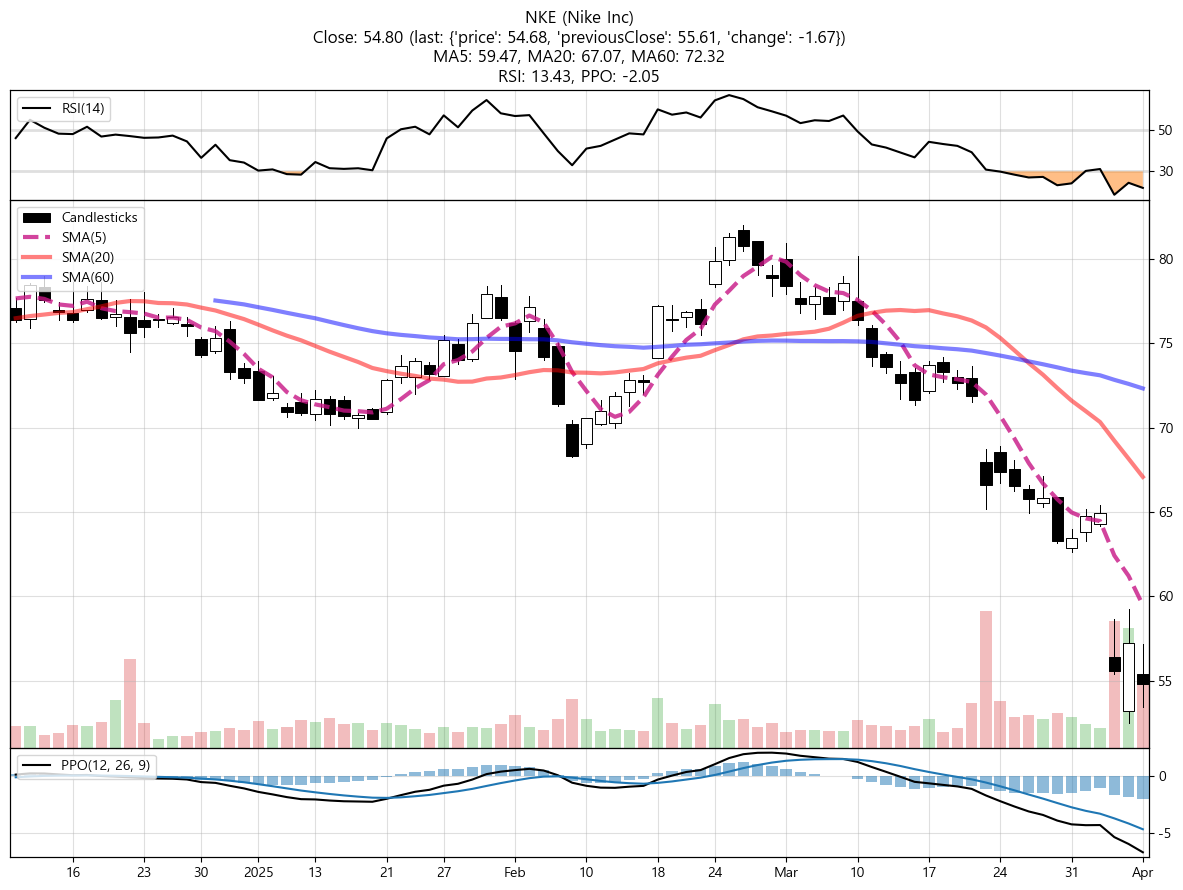 NKE (Nike Inc)
Close: 54.80 (last: {'price': 54.68, 'previousClose': 55.61, 'change': -1.67})
MA5: 59.47, MA20: 67.07, MA60: 72.32
RSI: 13.43, PPO: -2.05
RSI(14)
50
30
Candlesticks
SMA(5)
SMA(20)
SMA(60)
80
75
70
65
60
55
PPO(12, 26, 9)
0
-5
16 23 30 2025 13 21 27 Feb 10 18 24 Mar 10 17 24 31 Apr